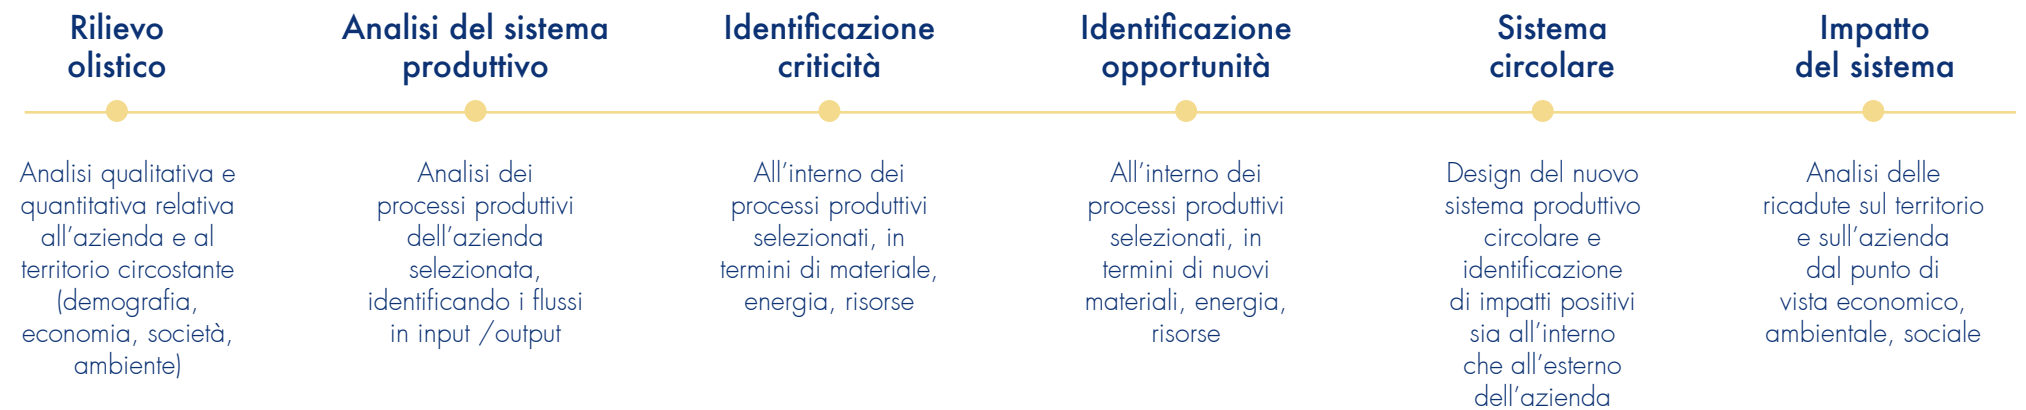 Rilievo
olistico
Analisi qualitativa e
quantitativa relativa
all'azienda e al
territorio circostante
(demografia,
economia, società,
ambiente)
Analisi del sistema
produttivo
Analisi dei
processi produttivi
dell'azienda
selezionata,
identificando i flussi
in input /output
Identificazione
criticità
All'interno dei
processi produttivi
selezionati, in
termini di materiale,
energia, risorse
Identificazione
opportunità
All'interno dei
processi produttivi
selezionati, in
termini di nuovi
materiali, energia,
risorse
Sistema
circolare
Design del nuovo
sistema produttivo
circolare e
identificazione
di impatti positivi
sia all'interno
che all'esterno
dell'azienda
Impatto
del sistema
Analisi delle
ricadute sul territorio
e sull'azienda
dal punto di
vista economico,
ambientale, sociale